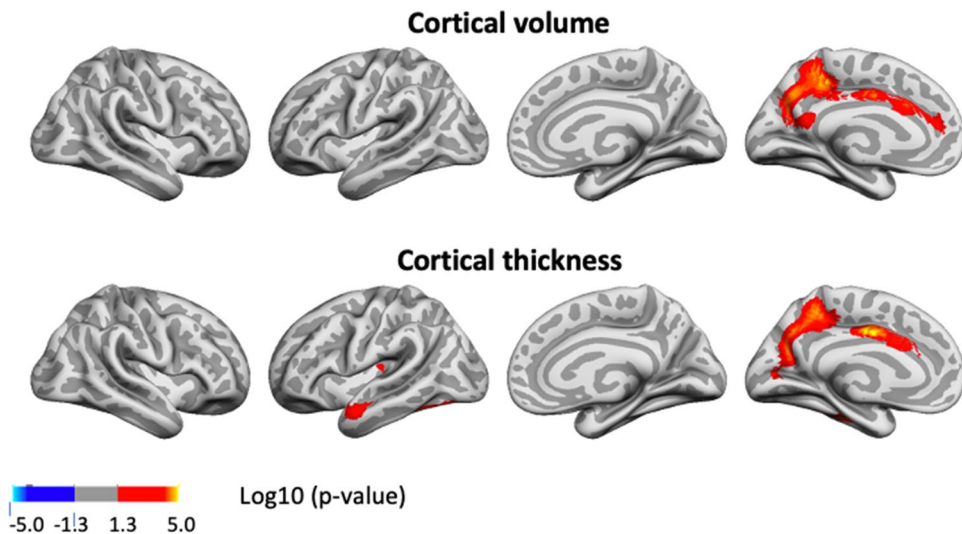 Cortical volume
Cortical thickness
Log10 (p-value)
-5.0 -1.3 1.3 5.0